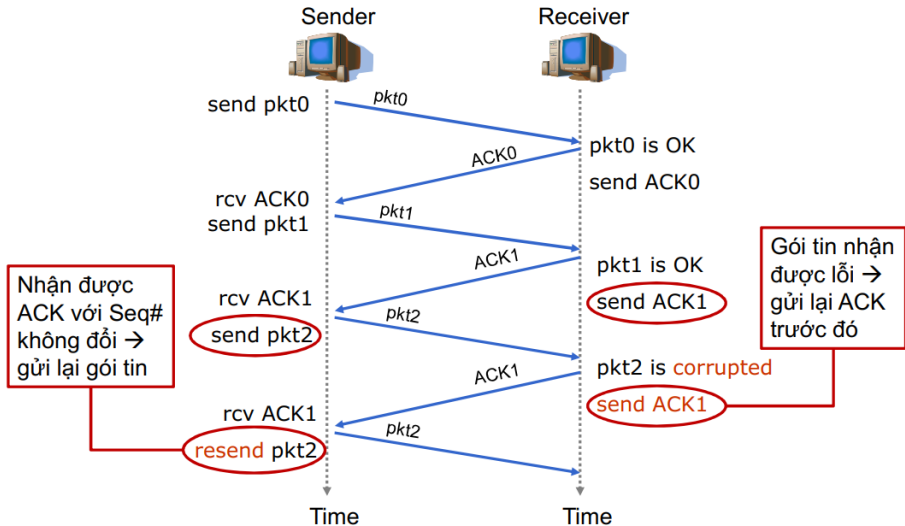 Sender
Receiver
send pkt0
pkt0
pkt0 is OK
ACK0
send ACK0
rcv ACK0
send pkt1
pkt1
pkt1 is OK
ACK1
send ACK1
rcv ACK1
send pkt2
pkt2
pkt2 is corrupted
ACK1
send ACK1
rcv ACK1
resend pkt2
pkt2
Nhận được
ACK với Seq#
không đổi →
gửi lại gói tin
Gói tin nhận
được lỗi →
gửi lại ACK
trước đó
Time
Time